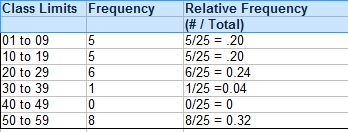 Class Limits Frequency Relative Frequency
(# / Total)
01 to 09 5 5/25 = .20
10 to 19 5 5/25 = .20
20 to 29 6 6/25 = 0.24
30 to 39 1 1/25 =0.04
40 to 49 0 0/25 = 0
50 to 59 8 8/25 = 0.32